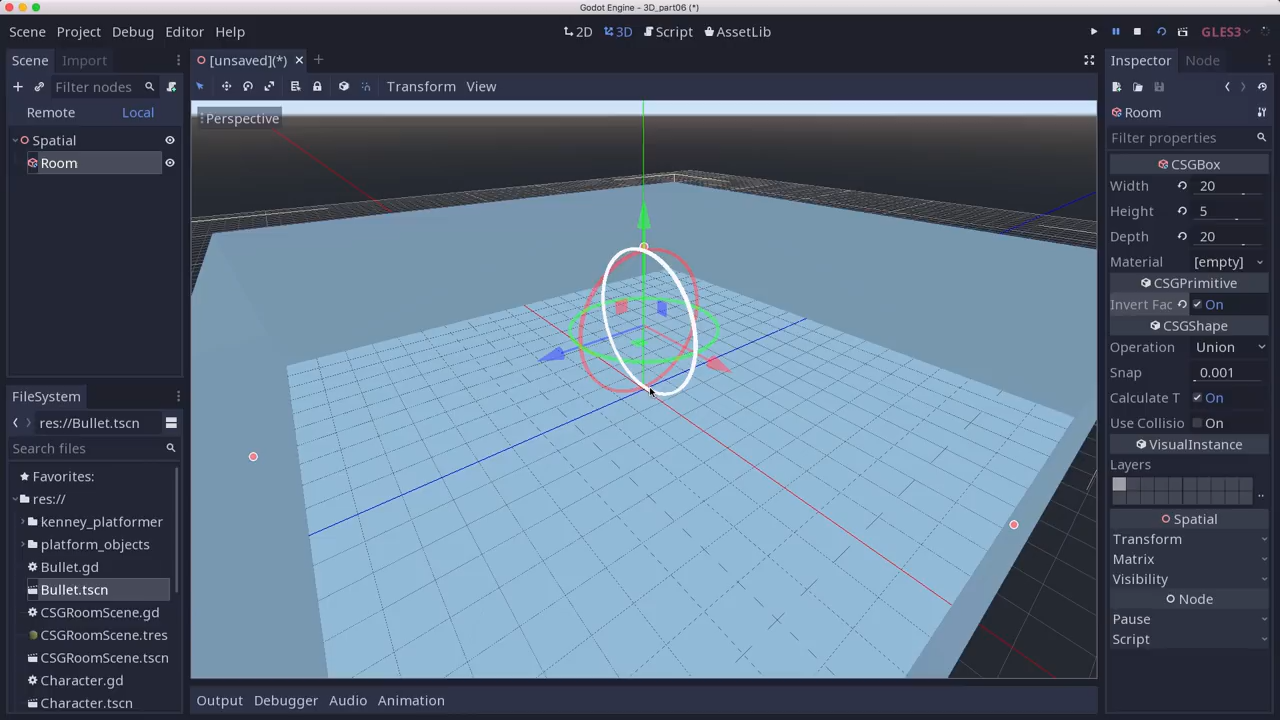 Godot Engine - 3D_part06 (*)
Scene Project Debug Editor Help
2D 3D Script AssetLib
GLES3
Scene Import
[unsaved](*)
Inspector Node
Filter nodes
Transform View
Remote Local
Room
Perspective
Filter properties
Spatial
Room
CSGBox
Width 20
Height 5
Depth 20
Material [empty]
CSGPrimitive
Invert Fac On
CSGShape
Operation Union
Snap 0.001
Calculate T On
Use Collisio On
VisualInstance
Layers
..
Spatial
Transform
Matrix
Visibility
Node
Pause
Script
FileSystem
res://Bullet.tscn
Search files
Favorites:
res://
kenney_platformer
platform_objects
Bullet.gd
Bullet.tscn
CSGRoomScene.gd
CSGRoomScene.tres
CSGRoomScene.tscn
Character.gd
Character.tscn
Output Debugger Audio Animation